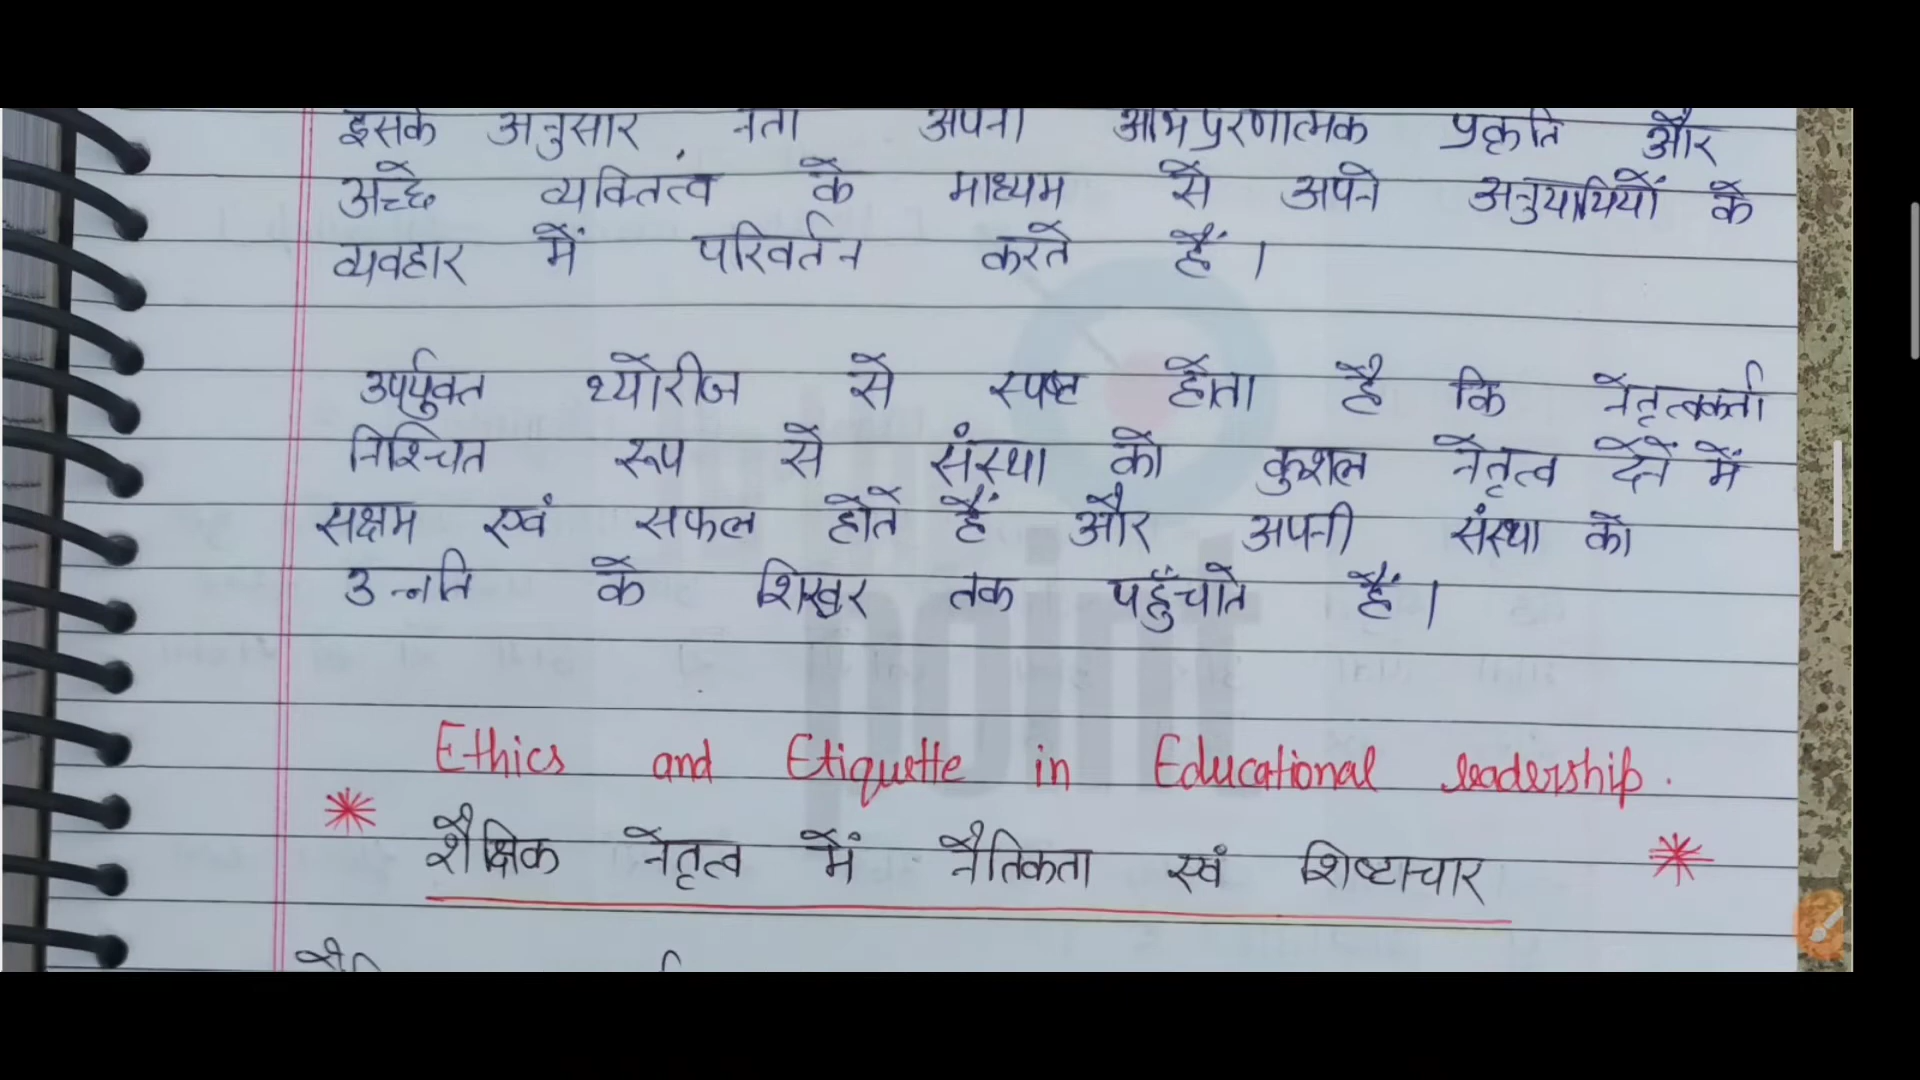 इसके अनुसार नेता अपनी अभिप्रेरणात्मक प्रकृति और
अच्छे व्यक्तित्व के माध्यम से अपने अनुयायियों के
व्यवहार में परिवर्तन करते हैं।
उपर्युक्त थ्योरीज से स्पष्ट होता है कि नेतृत्वकर्ता
निश्चित रूप से संस्था को कुशल नेतृत्व देनें में
सक्षम एवं सफल होते हैं और अपनी संस्था को
उन्नति के शिखर तक पहुँचाते हैं।
point
Ethics and Etiquette in Educational leadership.
शैक्षिक नेतृत्व में नैतिकता एवं शिष्टाचार